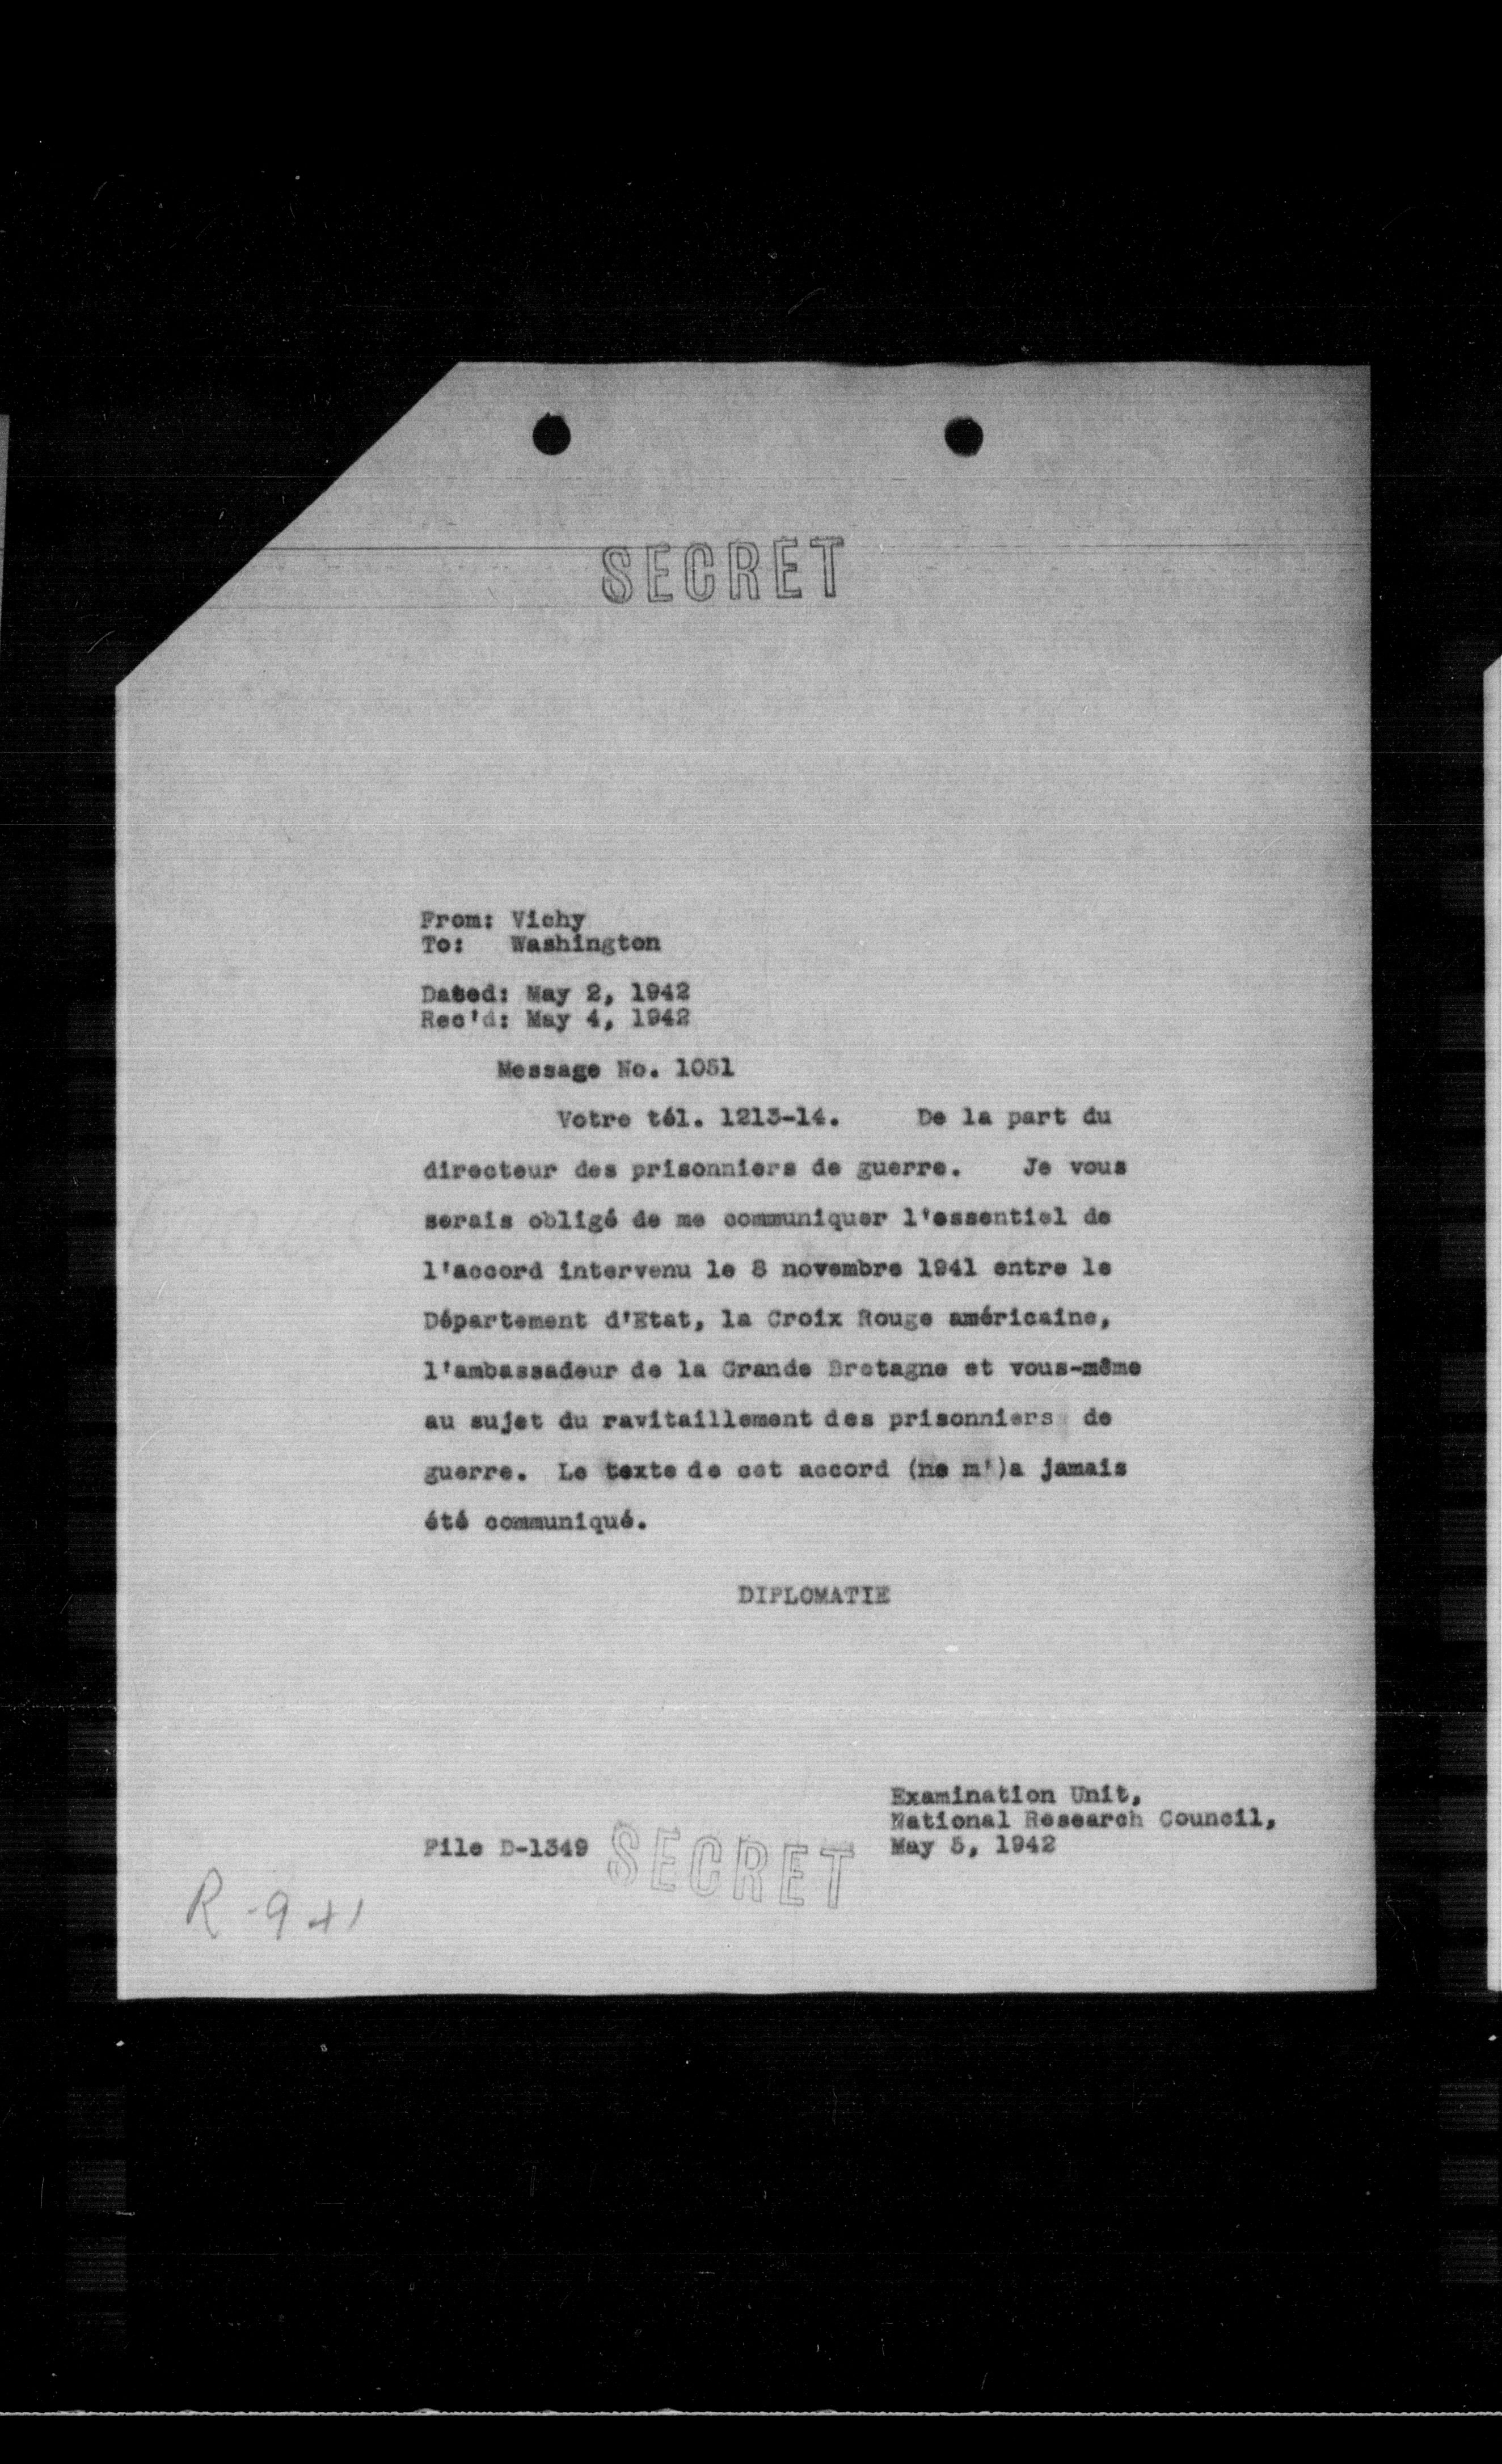 SECRET
From: Vichy
To: Washington
Dated: May 2, 1942
Rec'd: May 4, 1942
Message No. 1051
Votre tél. 1213-14. De la part du
directeur des prisonniers de guerre. Je vous
serais obligé de me communiquer l'essentiel de
l'accord intervenu le 8 novembre 1941 entre le
Département d'Etat, la Croix Rouge américaine,
l'ambassadeur de la Grande Bretagne et vous-même
au sujet du ravitaillement des prisonniers de
guerre. Le texte de cet accord (ne m')a jamais
été communiqué.
DIPLOMATIE
Examination Unit,
National Research Council,
File D-1349 SECRET May 5, 1942
R-9